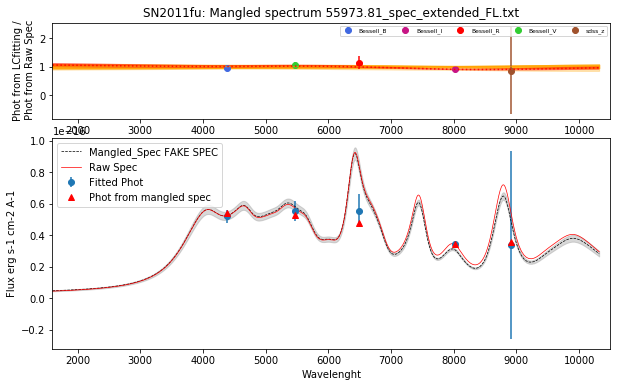 SN2011fu: Mangled spectrum 55973.81_spec_extended_FL.txt
Phot from LCfitting /
Phot from Raw Spec
2
1
0
Bessell_B
Bessell_I
Bessell_R
Bessell_V
sdss_z
2000 3000 4000 5000 6000 7000 8000 9000 10000
1e−16
Flux erg s-1 cm-2 A-1
1.0
0.8
0.6
0.4
0.2
0.0
−0.2
Mangled_Spec FAKE SPEC
Raw Spec
Fitted Phot
Phot from mangled spec
2000 3000 4000 5000 6000 7000 8000 9000 10000
Wavelenght